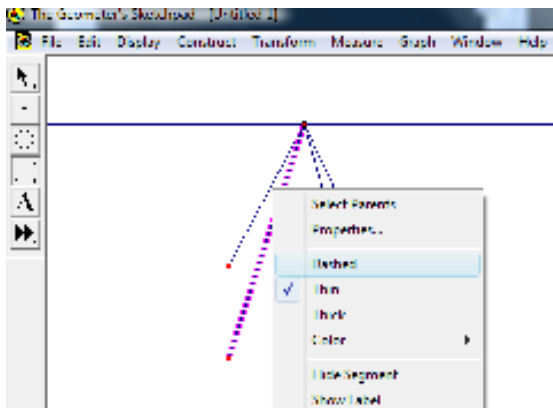 The Geometer's Sketchpad - [Untitled 1]
File Edit Display Construct Transform Measure Graph Window Help
A
Select Parents
Properties...
Dashed
Thin
Thick
Color
Hide Segment
Show Label